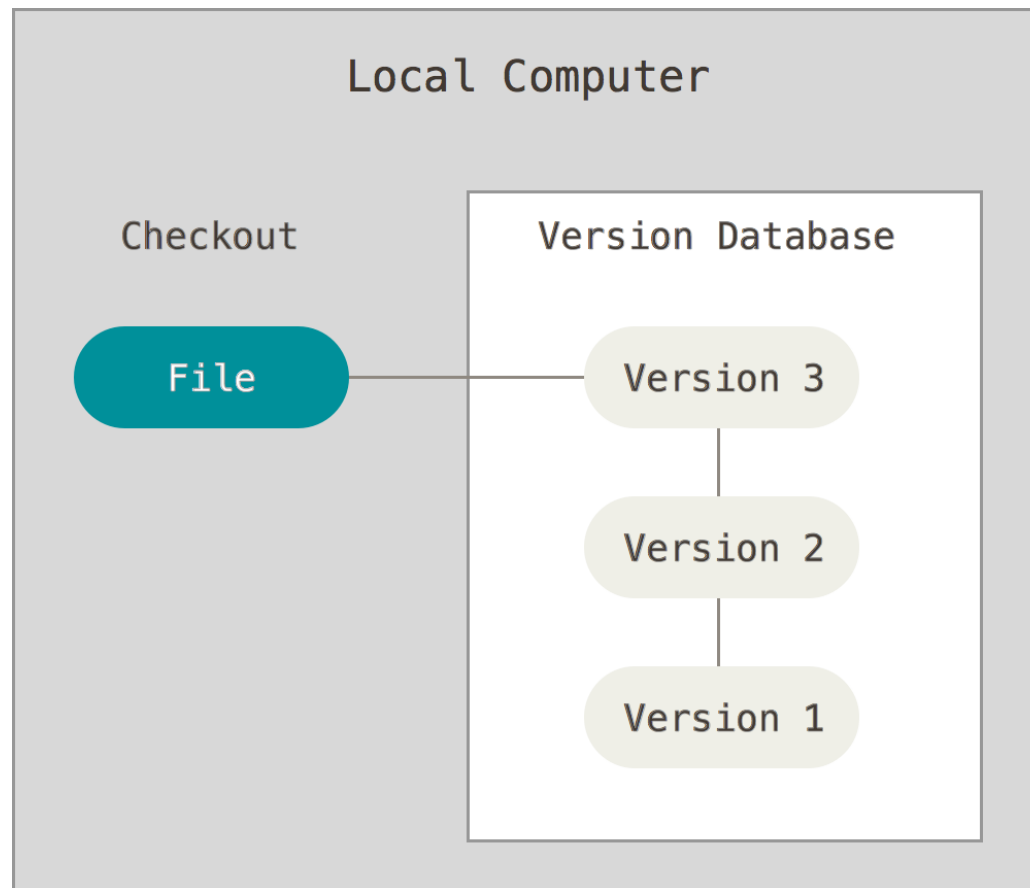 Local Computer
Checkout
Version Database
File
Version 3
Version 2
Version 1